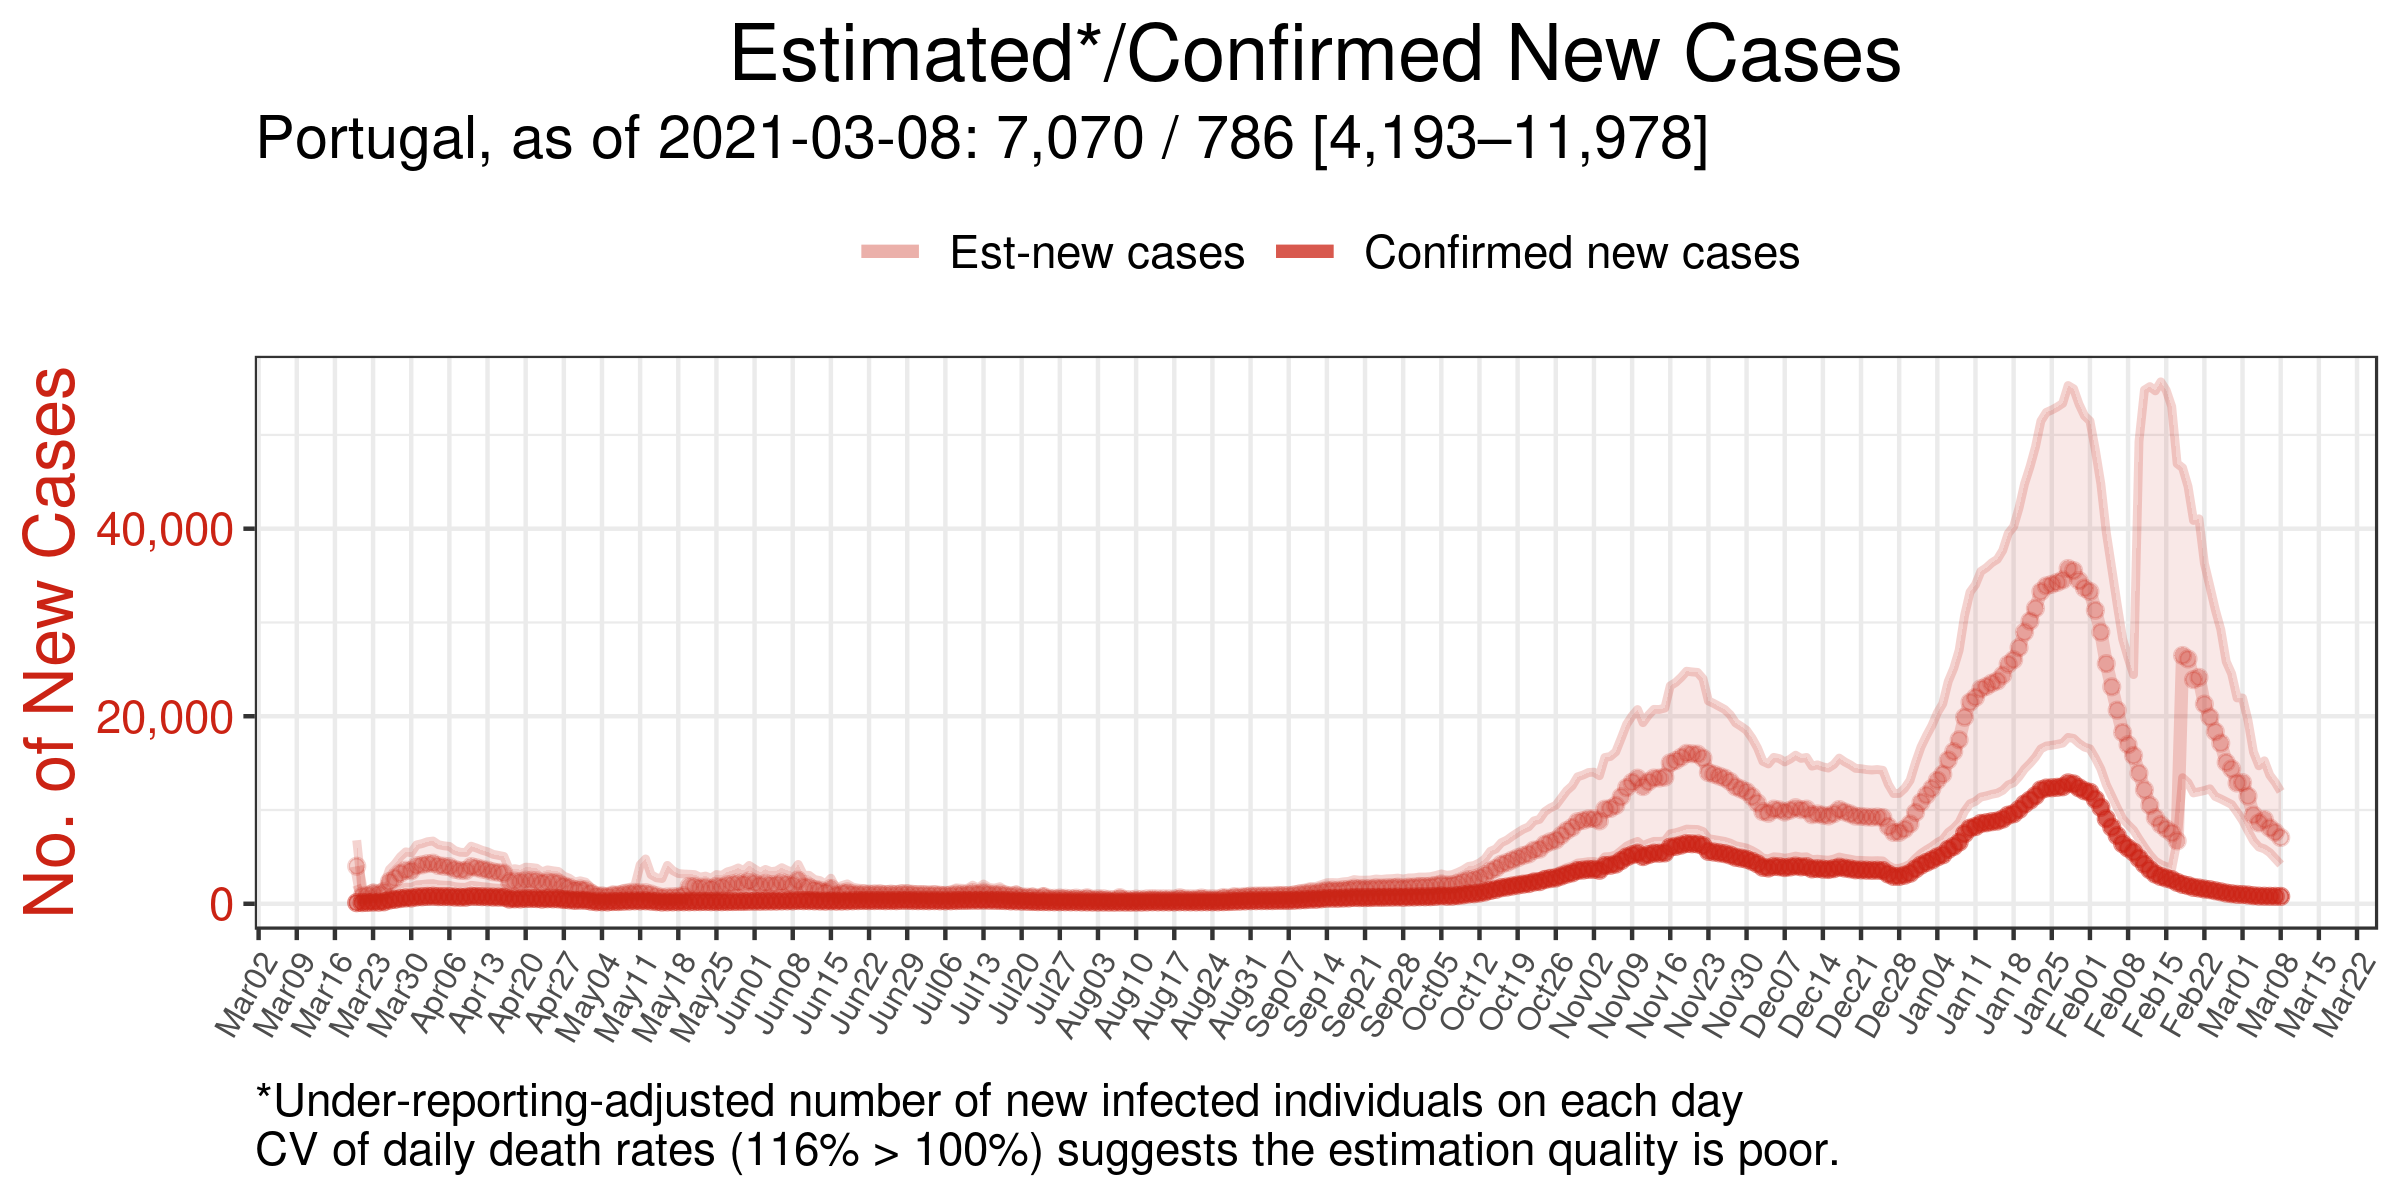 Estimated*/Confirmed New Cases
Portugal, as of 2021-03-08: 7,070 / 786 [4,193–11,978]
Est-new cases Confirmed new cases
No. of New Cases
40,000
20,000
0
Mar02 Mar09 Mar16 Mar23 Mar30 Apr06 Apr13 Apr20 Apr27 May04 May11 May18 May25 Jun01 Jun08 Jun15 Jun22 Jun29 Jul06 Jul13 Jul20 Jul27 Aug03 Aug10 Aug17 Aug24 Aug31 Sep07 Sep14 Sep21 Sep28 Oct05 Oct12 Oct19 Oct26 Nov02 Nov09 Nov16 Nov23 Nov30 Dec07 Dec14 Dec21 Dec28 Jan04 Jan11 Jan18 Jan25 Feb01 Feb08 Feb15 Feb22 Mar01 Mar08 Mar15 Mar22
*Under-reporting-adjusted number of new infected individuals on each day
CV of daily death rates (116% > 100%) suggests the estimation quality is poor.